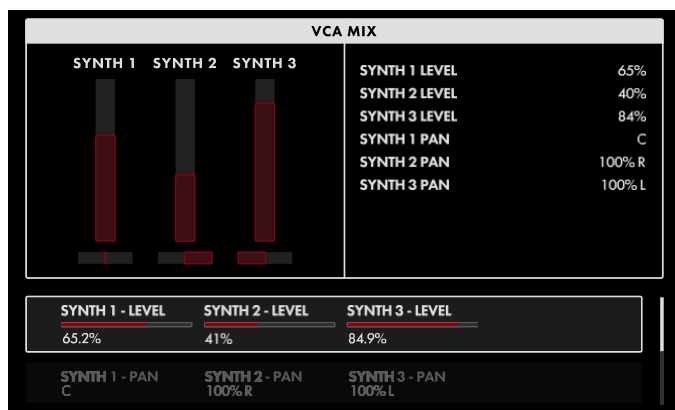 VCA MIX
SYNTH 1 SYNTH 2 SYNTH 3
SYNTH 1 LEVEL 65%
SYNTH 2 LEVEL 40%
SYNTH 3 LEVEL 84%
SYNTH 1 PAN C
SYNTH 2 PAN 100% R
SYNTH 3 PAN 100% L
SYNTH 1 - LEVEL SYNTH 2 - LEVEL SYNTH 3 - LEVEL
65.2% 41% 84.9%
SYNTH 1 - PAN SYNTH 2 - PAN SYNTH 3 - PAN
C 100% R 100% L